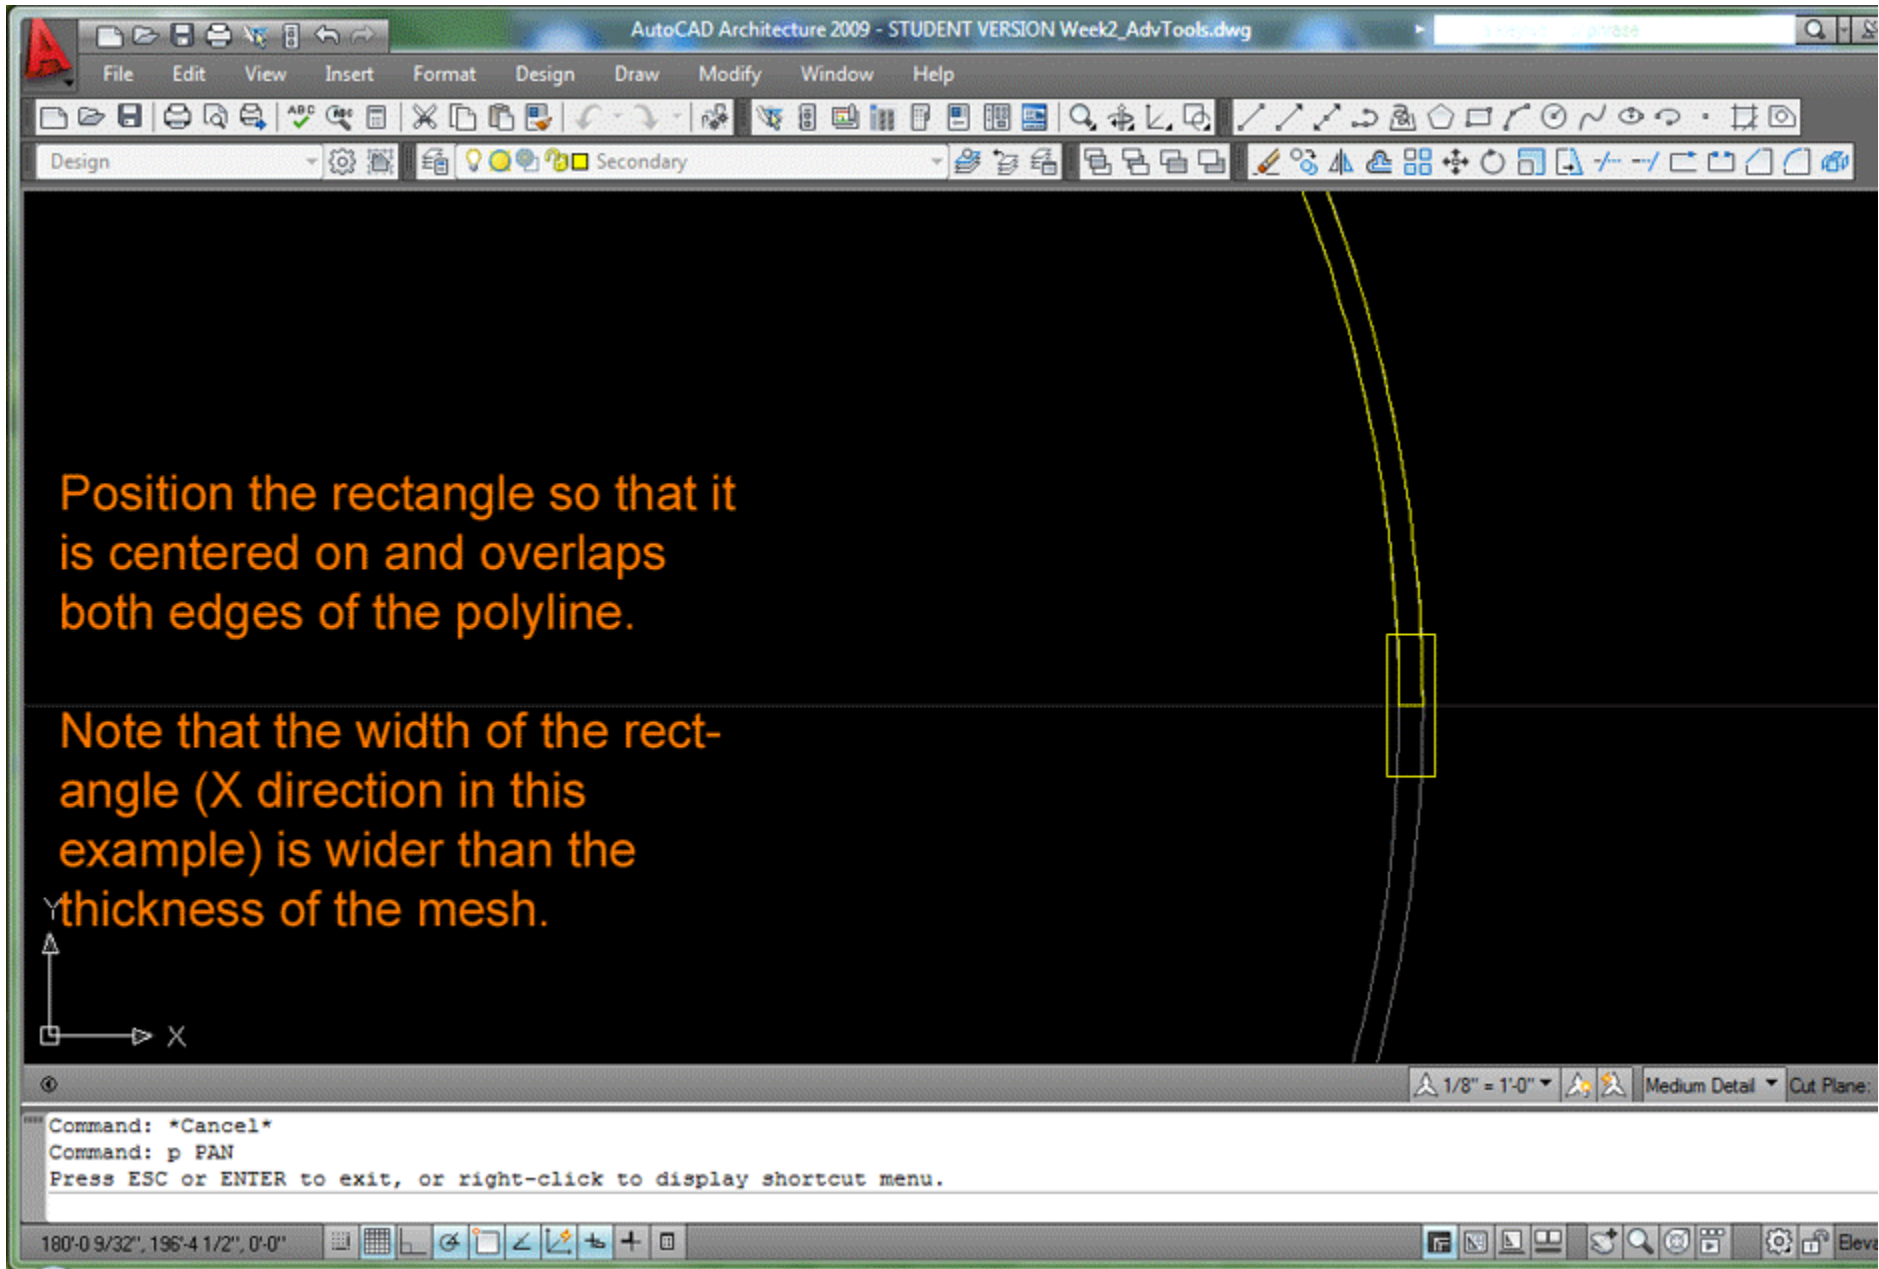 AutoCAD Architecture 2009 - STUDENT VERSION Week2_AdvTools.dwg
File Edit View Insert Format Design Draw Modify Window Help
Design
Secondary
Position the rectangle so that it
is centered on and overlaps
both edges of the polyline.
Note that the width of the rect-
angle (X direction in this
example) is wider than the
thickness of the mesh.
Y
X
1/8" = 1'-0" Medium Detail Cut Plane:
Command: *Cancel*
Command: p PAN
Press ESC or ENTER to exit, or right-click to display shortcut menu.
180'-0 9/32", 196'-4 1/2", 0'-0"
Eleva